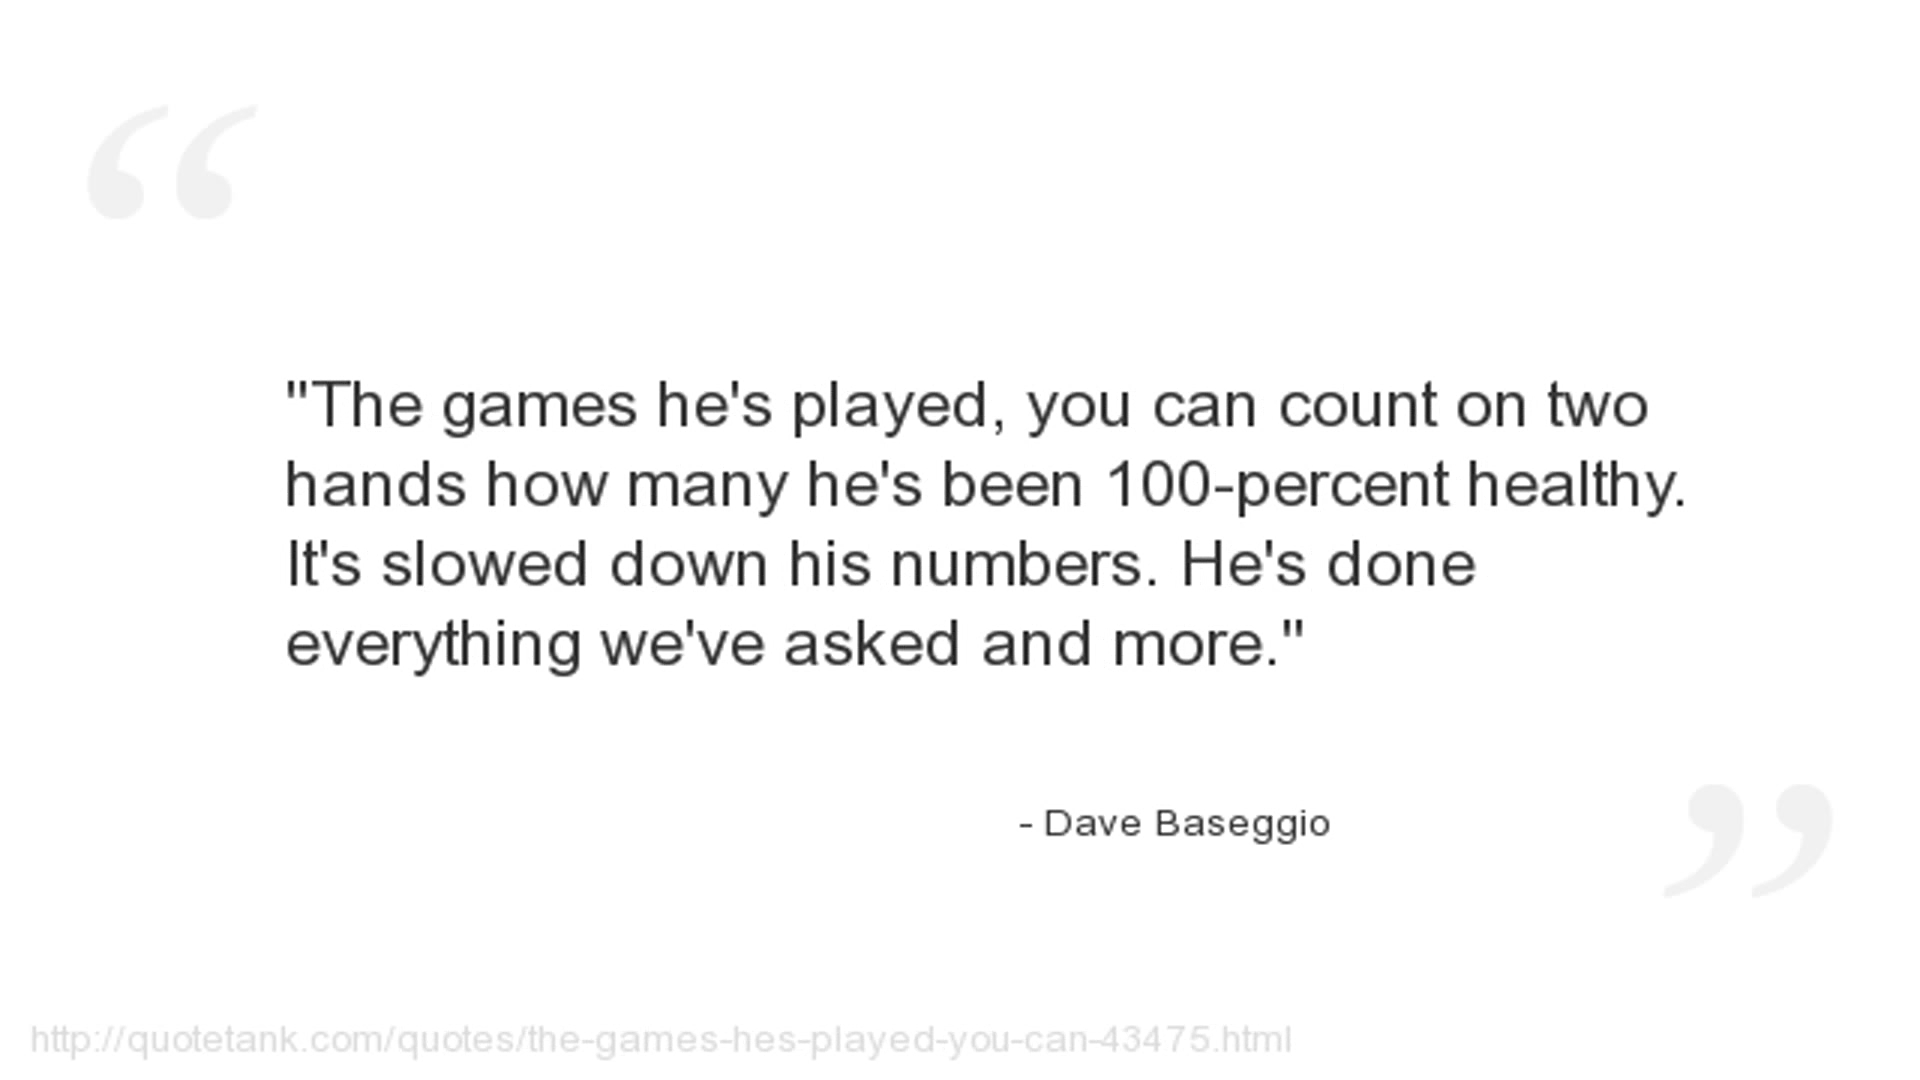 "The games he's played, you can count on two
hands how many he's been 100-percent healthy.
It's slowed down his numbers. He's done
everything we've asked and more."
- Dave Baseggio
http://quotetank.com/quotes/the-games-hes-played-you-can-43475.html